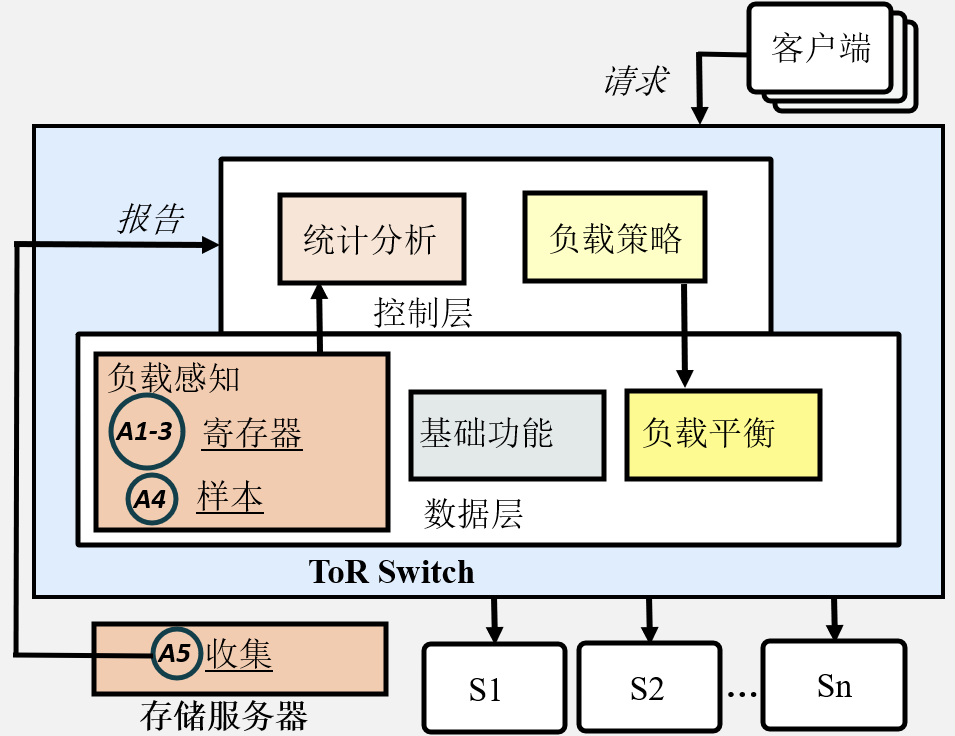 客户端
请求
报告
统计分析
负载策略
控制层
负载感知
A1-3 寄存器
A4 样本
基础功能
负载平衡
数据层
ToR Switch
A5 收集
存储服务器
S1
S2
...
Sn